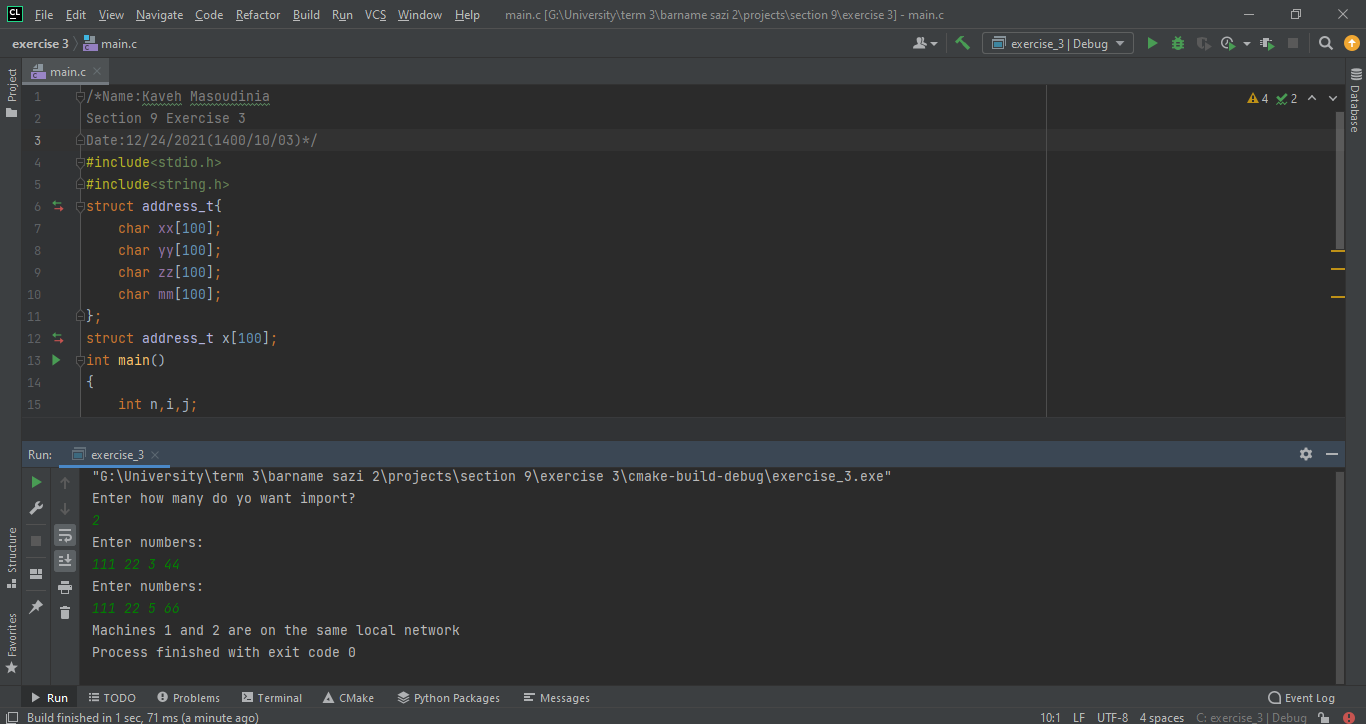 CL File Edit View Navigate Code Refactor Build Run VCS Window Help main.c [G:\University\term 3\barname sazi 2\projects\section 9\exercise 3] - main.c
exercise 3 main.c exercise_3 | Debug
main.c
Project
Database
4 2
1 /*Name:Kaveh Masoudinia
2 Section 9 Exercise 3
3 Date:12/24/2021(1400/10/03)*/
4 #include<stdio.h>
5 #include<string.h>
6 struct address_t{
7 char xx[100];
8 char yy[100];
9 char zz[100];
10 char mm[100];
11 };
12 struct address_t x[100];
13 int main()
14 {
15 int n,i,j;
Run: exercise_3
"G:\University\term 3\barname sazi 2\projects\section 9\exercise 3\cmake-build-debug\exercise_3.exe"
Enter how many do yo want import?
2
Enter numbers:
111 22 3 44
Enter numbers:
111 22 5 66
Machines 1 and 2 are on the same local network
Process finished with exit code 0
Structure
Favorites
Run TODO Problems Terminal CMake Python Packages Messages Event Log
Build finished in 1 sec, 71 ms (a minute ago) 10:1 LF UTF-8 4 spaces C: exercise_3 | Debug